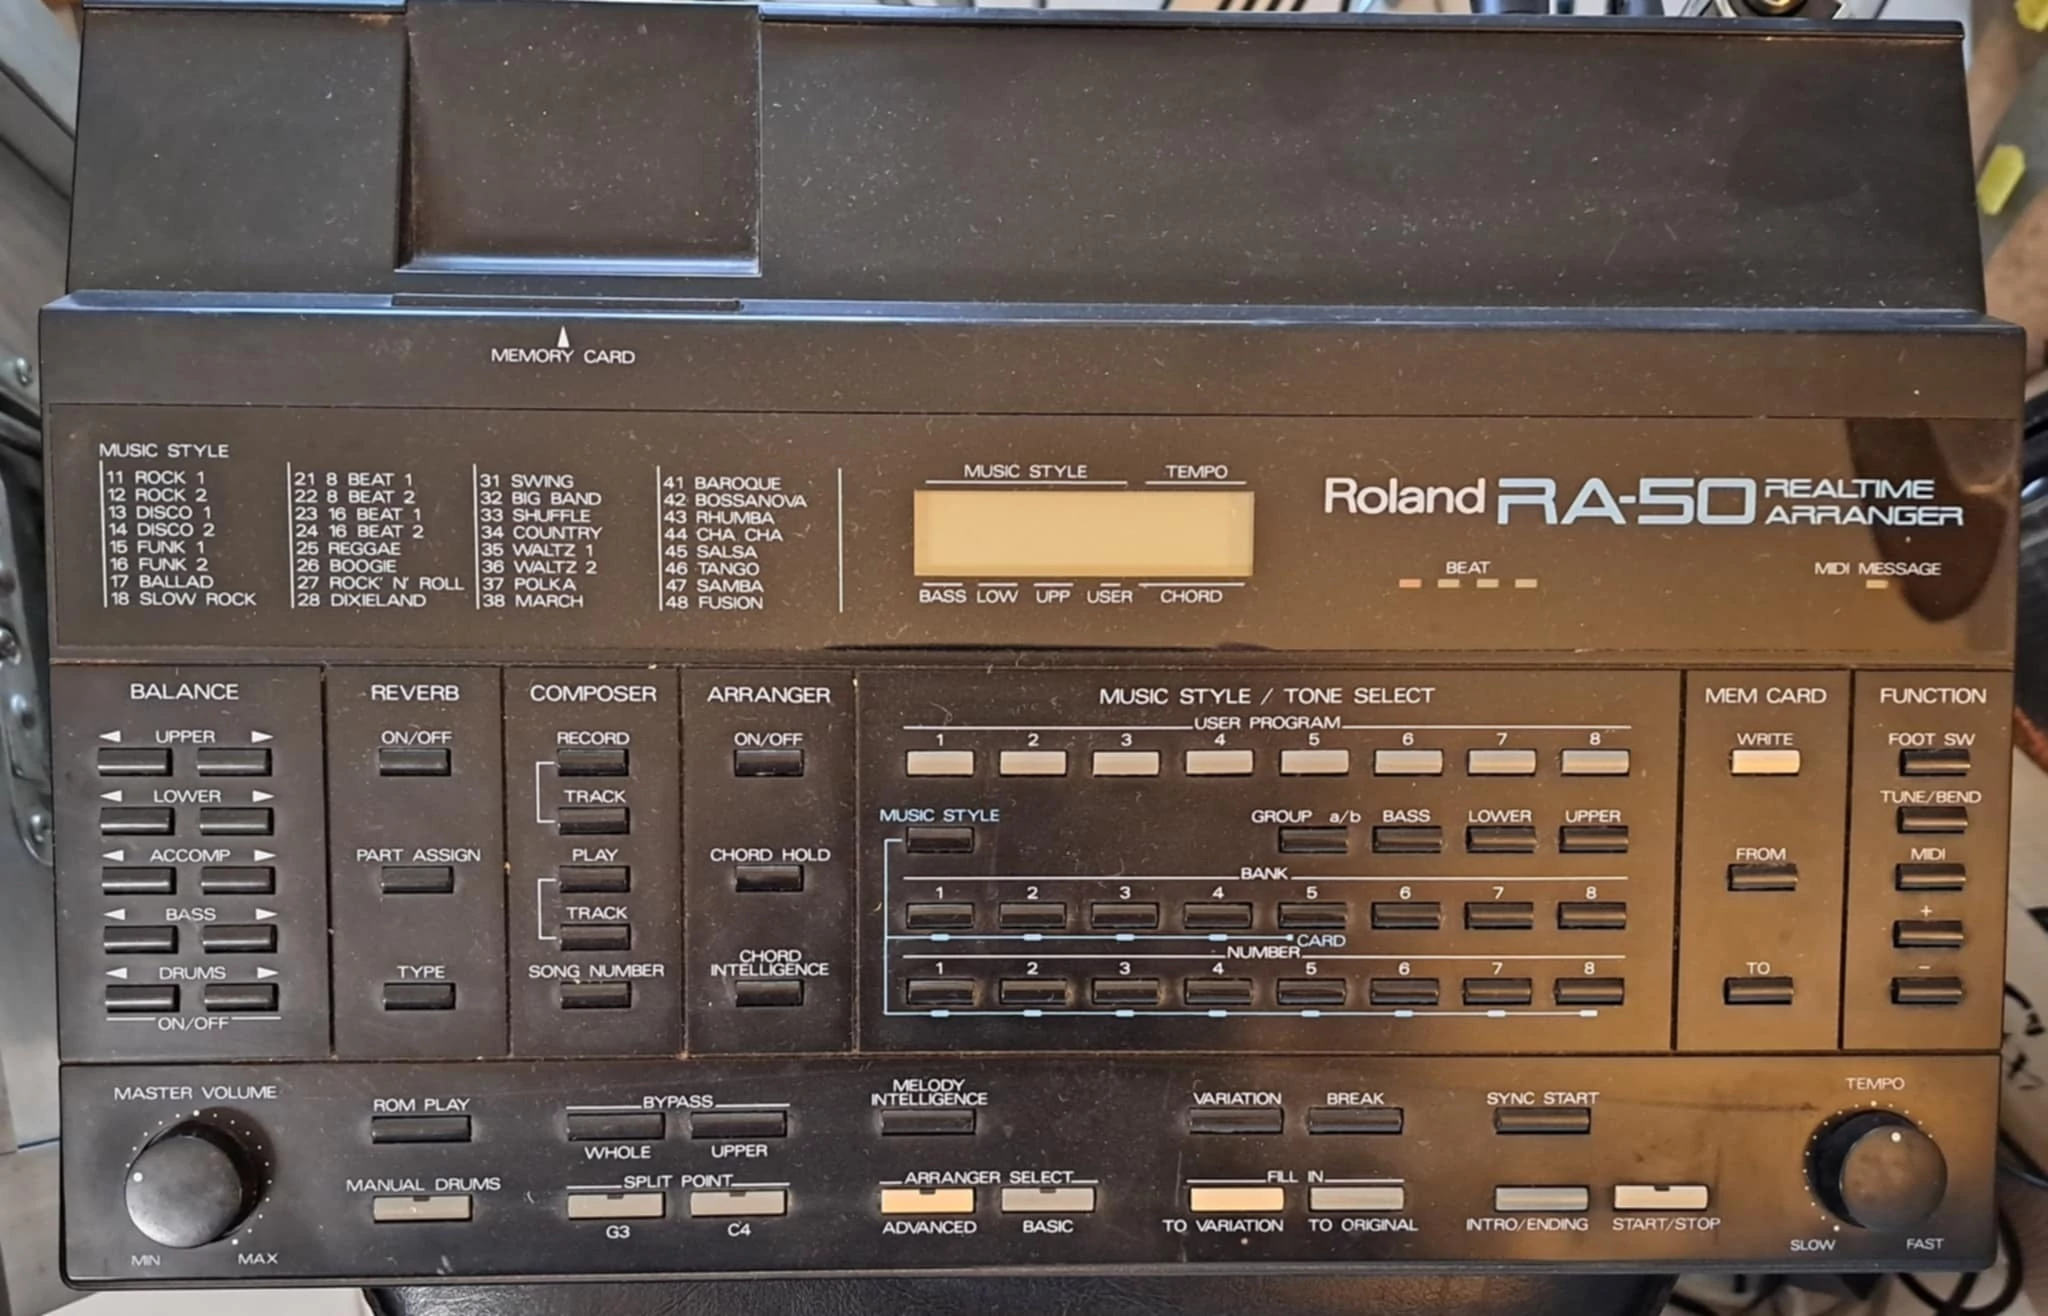 MEMORY CARD
MUSIC STYLE
11 ROCK 1
12 ROCK 2
13 DISCO 1
14 DISCO 2
15 FUNK 1
16 FUNK 2
17 BALLAD
18 SLOW ROCK
21 8 BEAT 1
22 8 BEAT 2
23 16 BEAT 1
24 16 BEAT 2
25 REGGAE
26 BOOGIE
27 ROCK' N' ROLL
28 DIXIELAND
31 SWING
32 BIG BAND
33 SHUFFLE
34 COUNTRY
35 WALTZ 1
36 WALTZ 2
37 POLKA
38 MARCH
41 BAROQUE
42 BOSSANOVA
43 RHUMBA
44 CHA CHA
45 SALSA
46 TANGO
47 SAMBA
48 FUSION
MUSIC STYLE TEMPO
BASS LOW UPP USER CHORD
Roland RA-50 REALTIME
ARRANGER
BEAT
MIDI MESSAGE
BALANCE
UPPER
LOWER
ACCOMP
BASS
DRUMS
ON/OFF
REVERB
ON/OFF
PART ASSIGN
TYPE
COMPOSER
RECORD
TRACK
PLAY
TRACK
SONG NUMBER
ARRANGER
ON/OFF
CHORD HOLD
CHORD
INTELLIGENCE
MUSIC STYLE / TONE SELECT
USER PROGRAM
1 2 3 4 5 6 7 8
MUSIC STYLE GROUP a/b BASS LOWER UPPER
BANK
1 2 3 4 5 6 7 8
CARD
NUMBER
1 2 3 4 5 6 7 8
MEM CARD
WRITE
FROM
TO
FUNCTION
FOOT SW
TUNE/BEND
MIDI
+
−
MASTER VOLUME
MIN MAX
ROM PLAY
MANUAL DRUMS
BYPASS
WHOLE UPPER
SPLIT POINT
G3 C4
MELODY
INTELLIGENCE
ARRANGER SELECT
ADVANCED BASIC
VARIATION BREAK
FILL IN
TO VARIATION TO ORIGINAL
SYNC START
INTRO/ENDING START/STOP
TEMPO
SLOW FAST